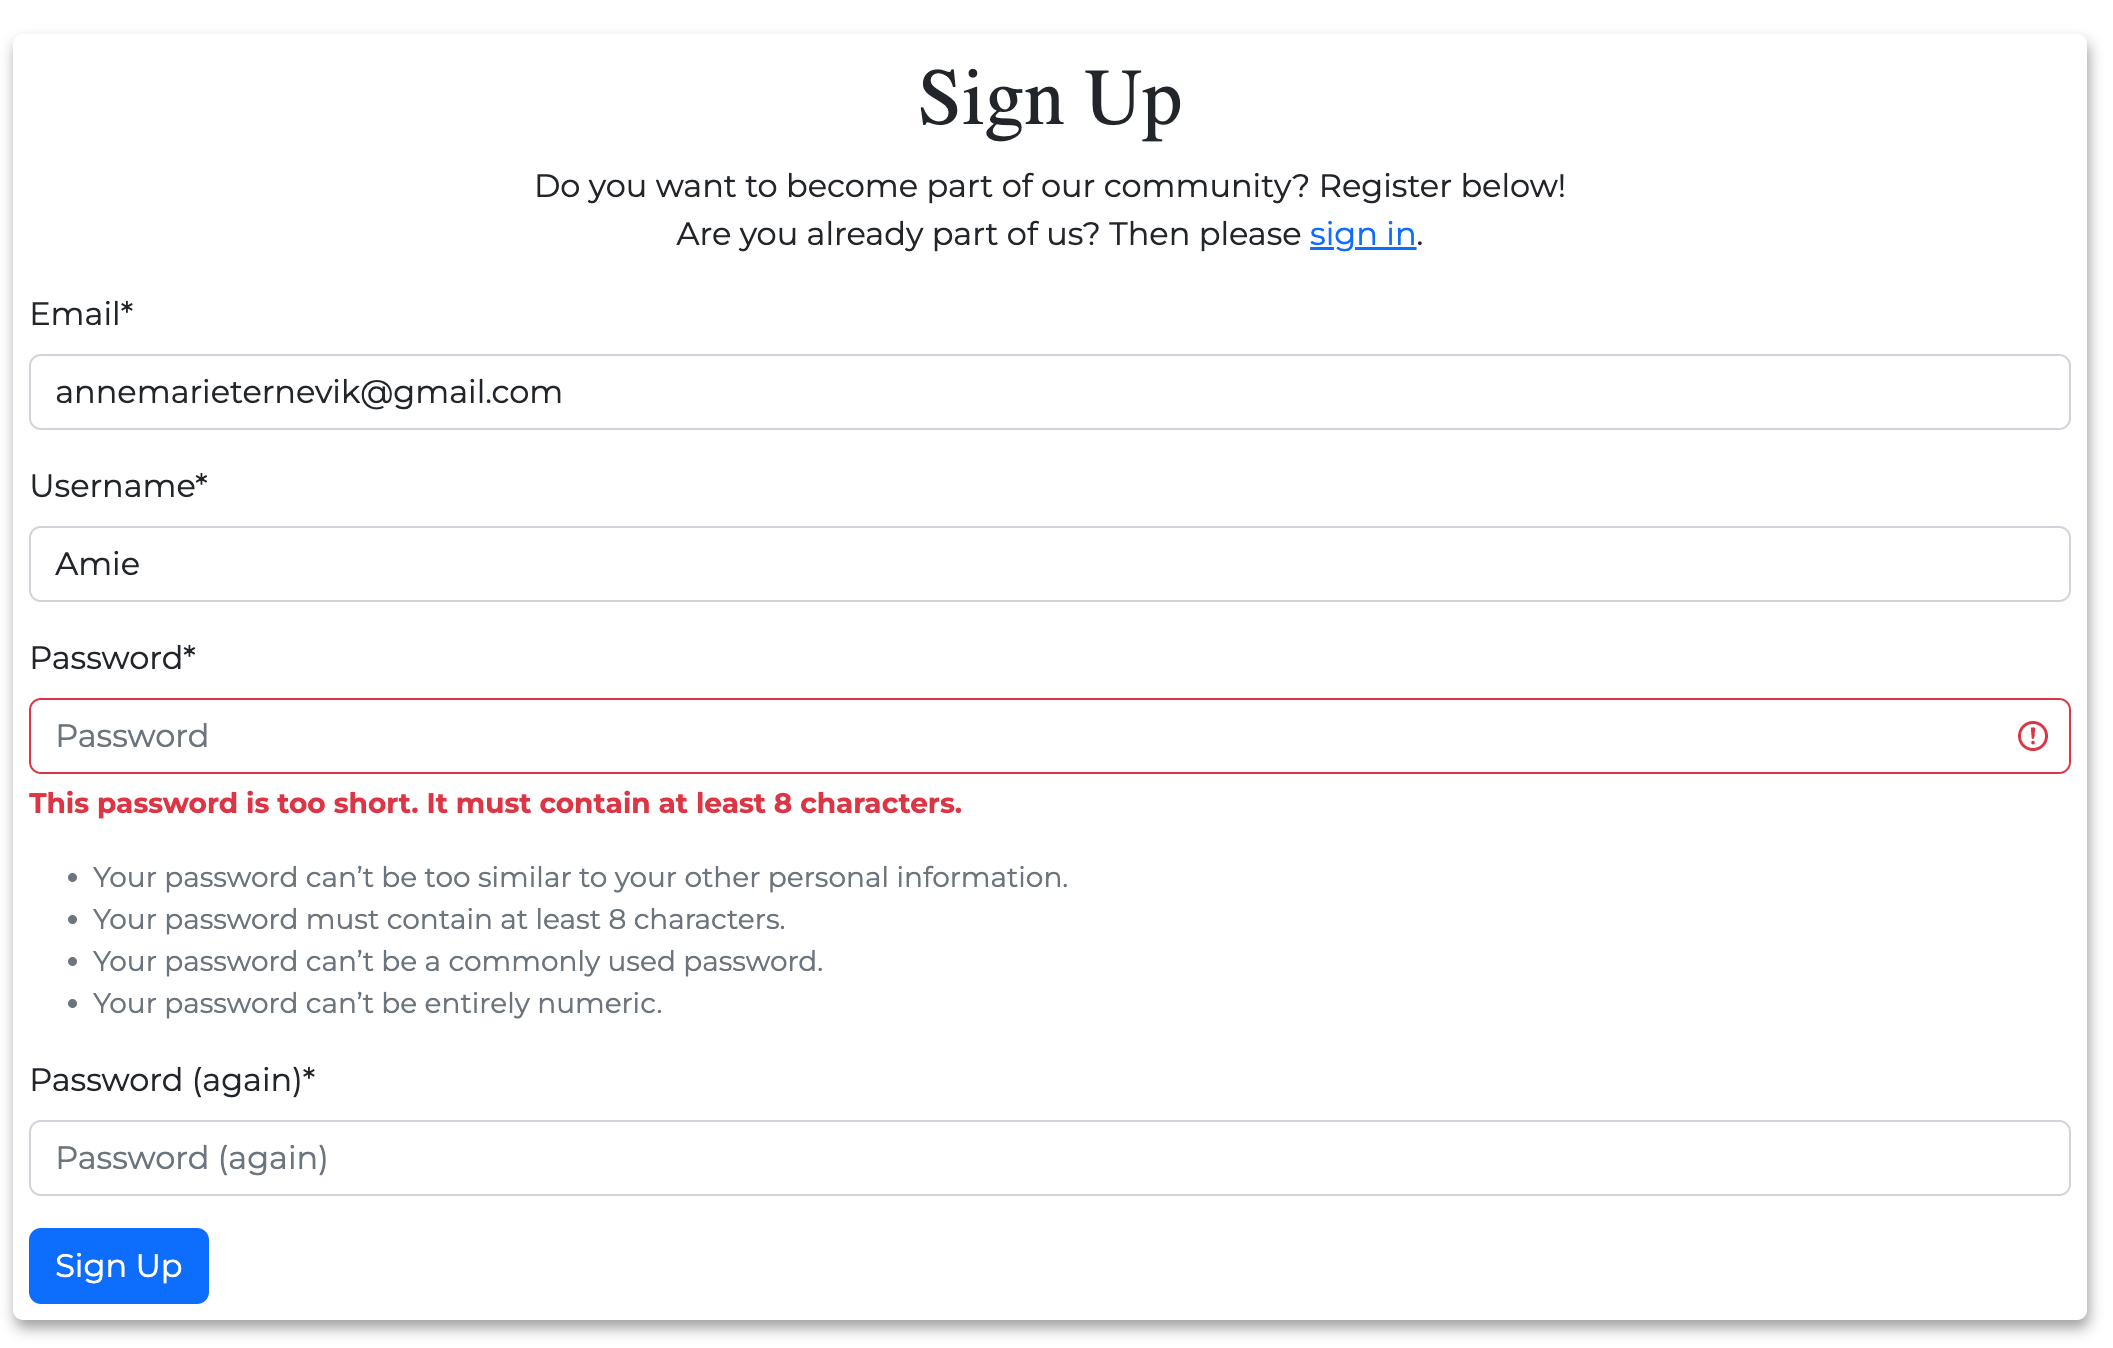 Sign Up
Do you want to become part of our community? Register below!
Are you already part of us? Then please sign in.
Email*
annemarieternevik@gmail.com
Username*
Amie
Password*
Password
This password is too short. It must contain at least 8 characters.
• Your password can’t be too similar to your other personal information.
• Your password must contain at least 8 characters.
• Your password can’t be a commonly used password.
• Your password can’t be entirely numeric.
Password (again)*
Password (again)
Sign Up